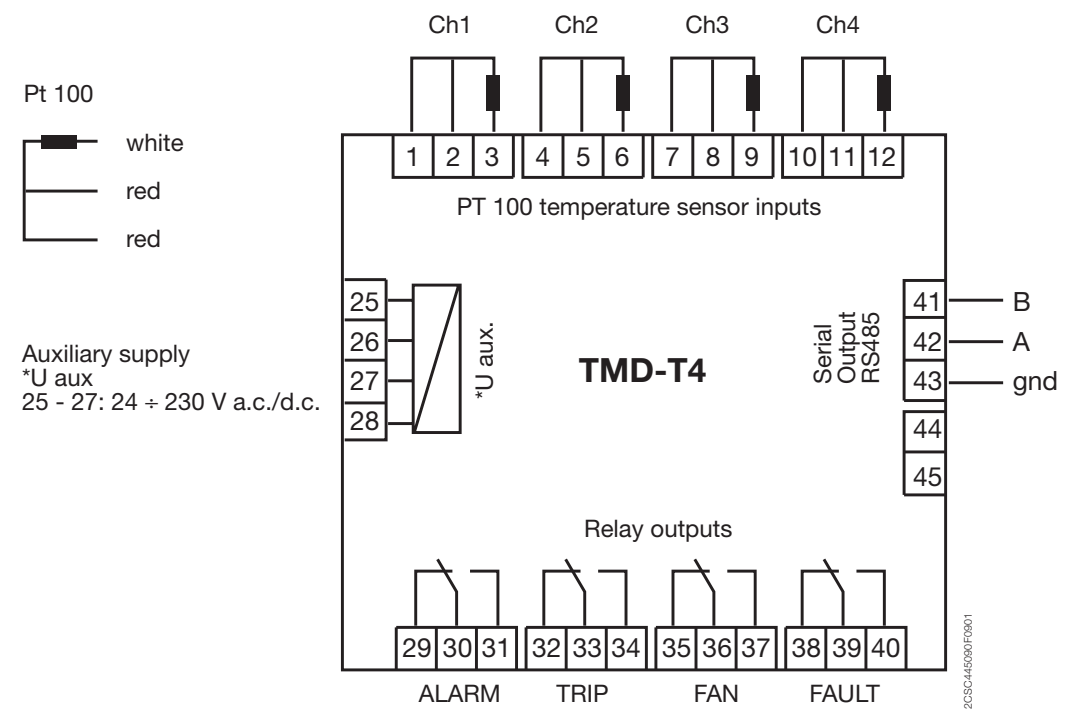 Ch1 Ch2 Ch3 Ch4
Pt 100
white
red
red
1 2 3 4 5 6 7 8 9 10 11 12
PT 100 temperature sensor inputs
25
26
27
28
*U aux.
Auxiliary supply
*U aux
25 - 27: 24 ÷ 230 V a.c./d.c.
TMD-T4
Serial
Output
RS485
41 B
42 A
43 gnd
44
45
Relay outputs
29 30 31 32 33 34 35 36 37 38 39 40
ALARM TRIP FAN FAULT
2CSC445090F0901